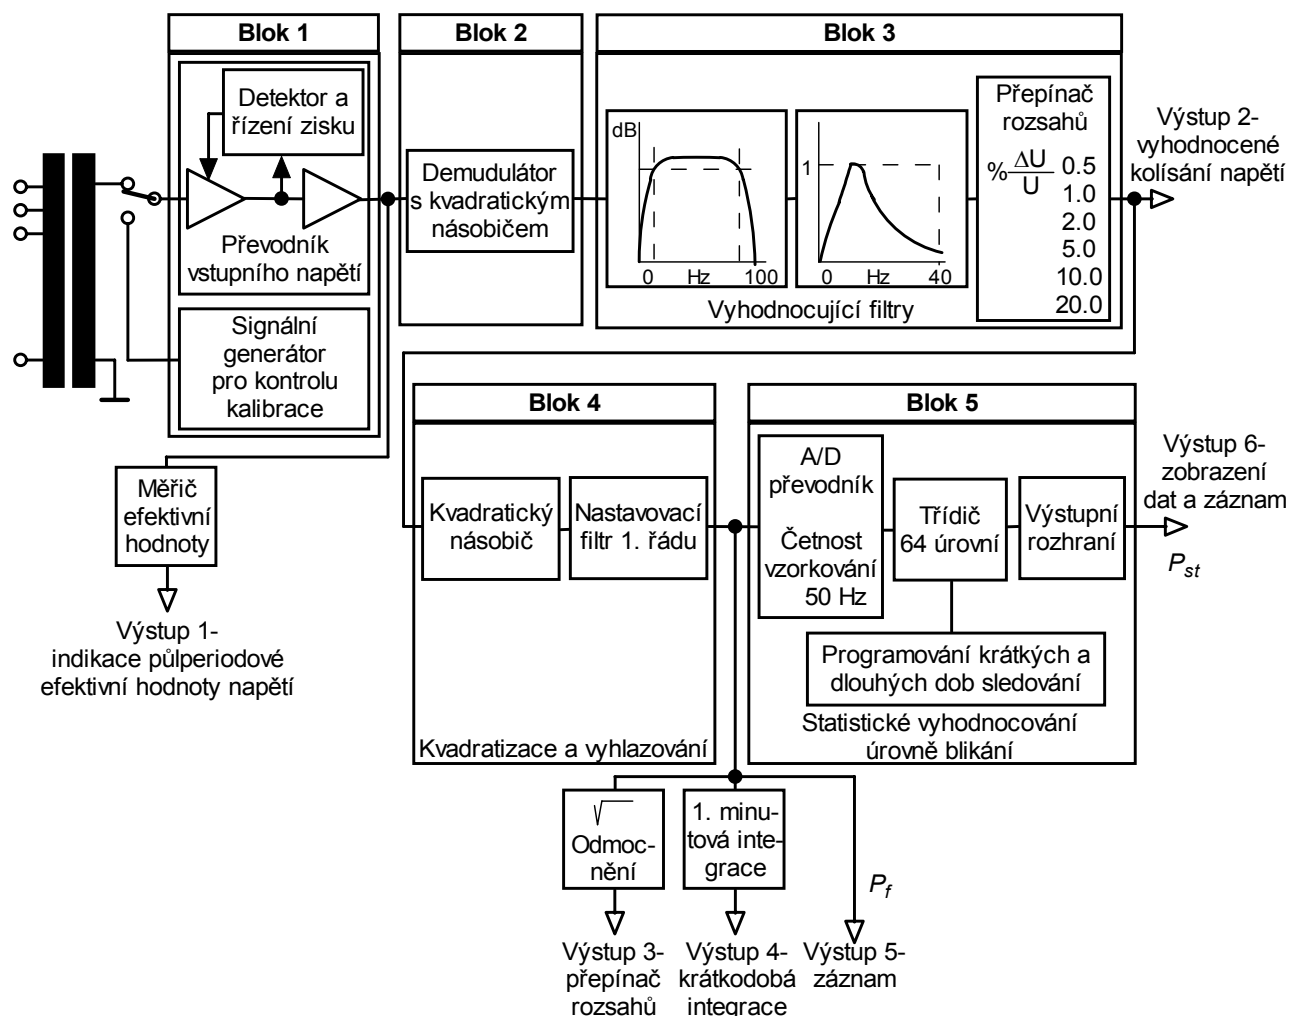 Blok 1
Detektor a
řízení zisku
Převodník
vstupního napětí
Signální
generátor
pro kontrolu
kalibrace
Blok 2
Demudulátor
s kvadratickým
násobičem
Blok 3
dB
0 Hz 100
1
0 Hz 40
Vyhodnocující filtry
Přepínač
rozsahů
% ΔU
U
0.5
1.0
2.0
5.0
10.0
20.0
Výstup 2-
vyhodnocené
kolísání napětí
Měřič
efektivní
hodnoty
Výstup 1-
indikace půlperiodové
efektivní hodnoty napětí
Blok 4
Kvadratický
násobič
Nastavovací
filtr 1. řádu
Kvadratizace a vyhlazování
Blok 5
A/D
převodník
Četnost
vzorkování
50 Hz
Třídič
64 úrovní
Výstupní
rozhraní
Programování krátkých a
dlouhých dob sledování
Statistické vyhodnocování
úrovně blikání
Výstup 6-
zobrazení
dat a záznam
Pst
√
Odmoc-
nění
1. minu-
tová inte-
grace
Pf
Výstup 3-
přepínač
rozsahů
Výstup 4-
krátkodobá
integrace
Výstup 5-
záznam